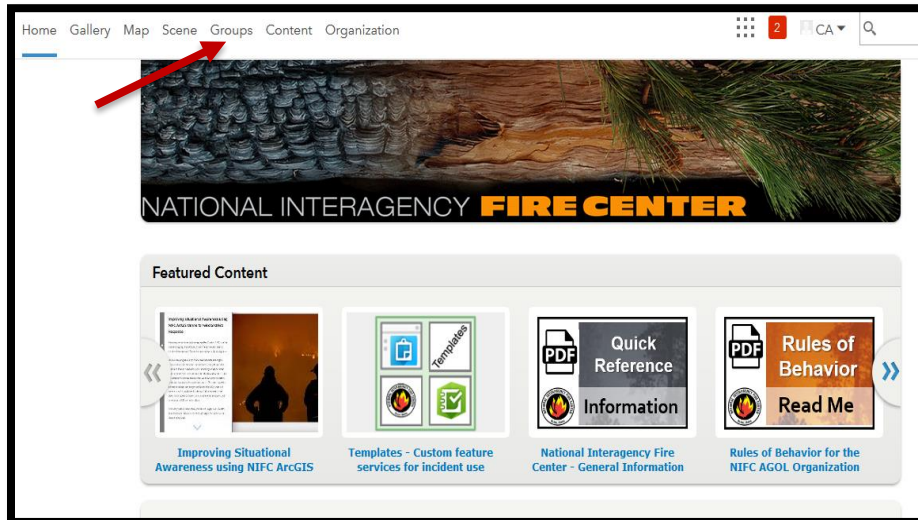 Home Gallery Map Scene Groups Content Organization 2 CA
NATIONAL INTERAGENCY FIRE CENTER
Featured Content
Templates
PDF Quick Reference
Information
PDF Rules of Behavior
Read Me
Improving Situational
Awareness using NIFC ArcGIS
Templates - Custom feature
services for incident use
National Interagency Fire
Center - General Information
Rules of Behavior for the
NIFC AGOL Organization